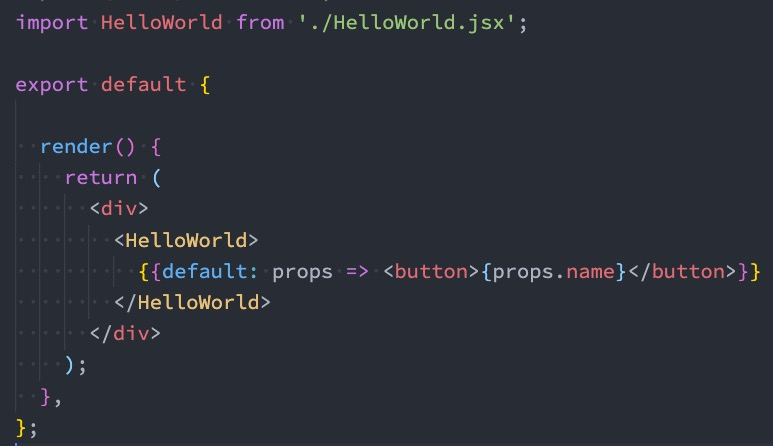 import HelloWorld from './HelloWorld.jsx';
export default {
render() {
return (
<div>
<HelloWorld>
{{default: props => <button>{props.name}</button>}}
</HelloWorld>
</div>
);
},
};